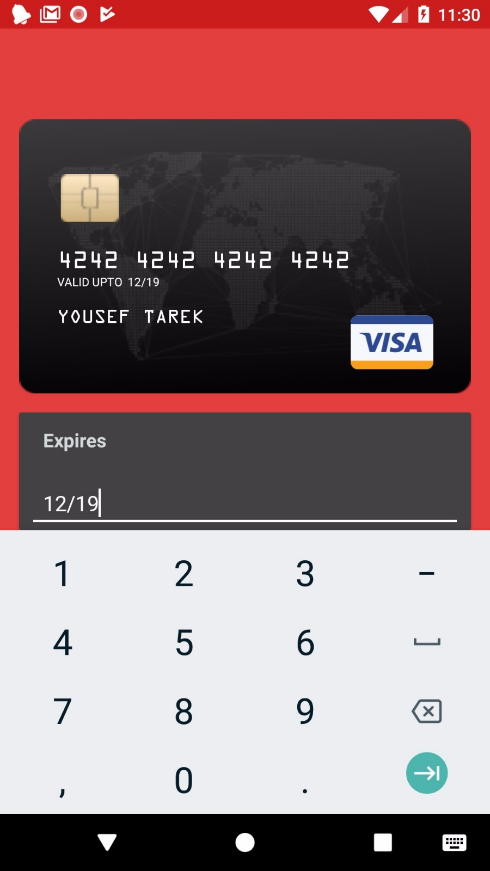 11:30
4242 4242 4242 4242
VALID UPTO 12/19
YOUSEF TAREK
VISA
Expires
12/19
1 2 3 -
4 5 6
7 8 9
, 0 .